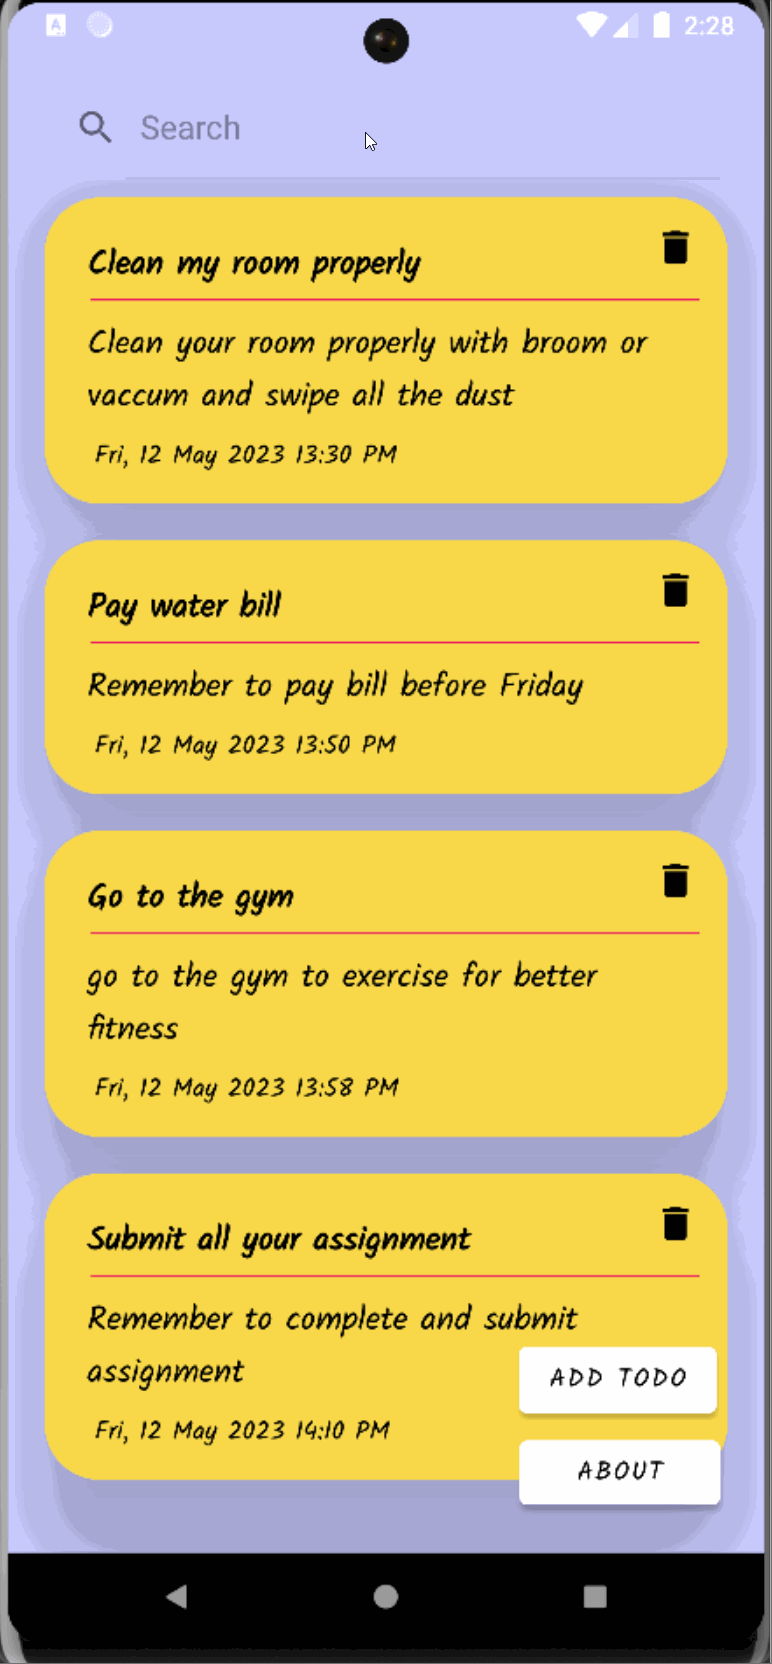 A
2:28
Search
Clean my room properly
Clean your room properly with broom or
vaccum and swipe all the dust
Fri, 12 May 2023 13:30 PM
Pay water bill
Remember to pay bill before Friday
Fri, 12 May 2023 13:50 PM
Go to the gym
go to the gym to exercise for better
fitness
Fri, 12 May 2023 13:58 PM
Submit all your assignment
Remember to complete and submit
assignment
Fri, 12 May 2023 14:10 PM
ADD TODO
ABOUT